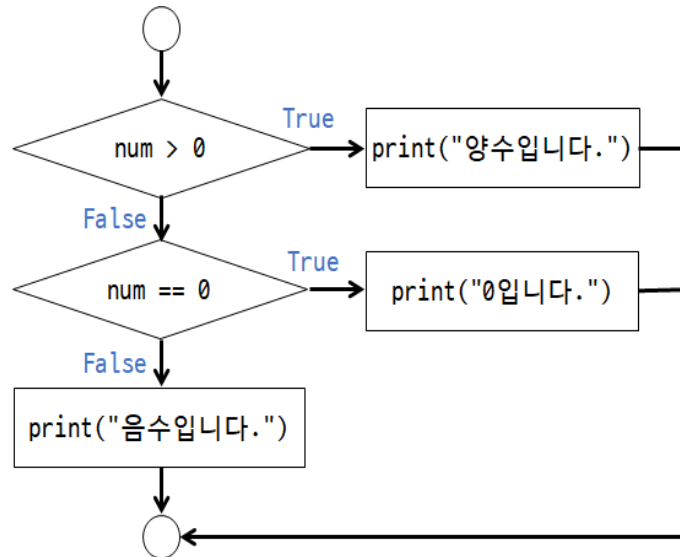 True
num > 0
print("양수입니다.")
False
True
num == 0
print("0입니다.")
False
print("음수입니다.")